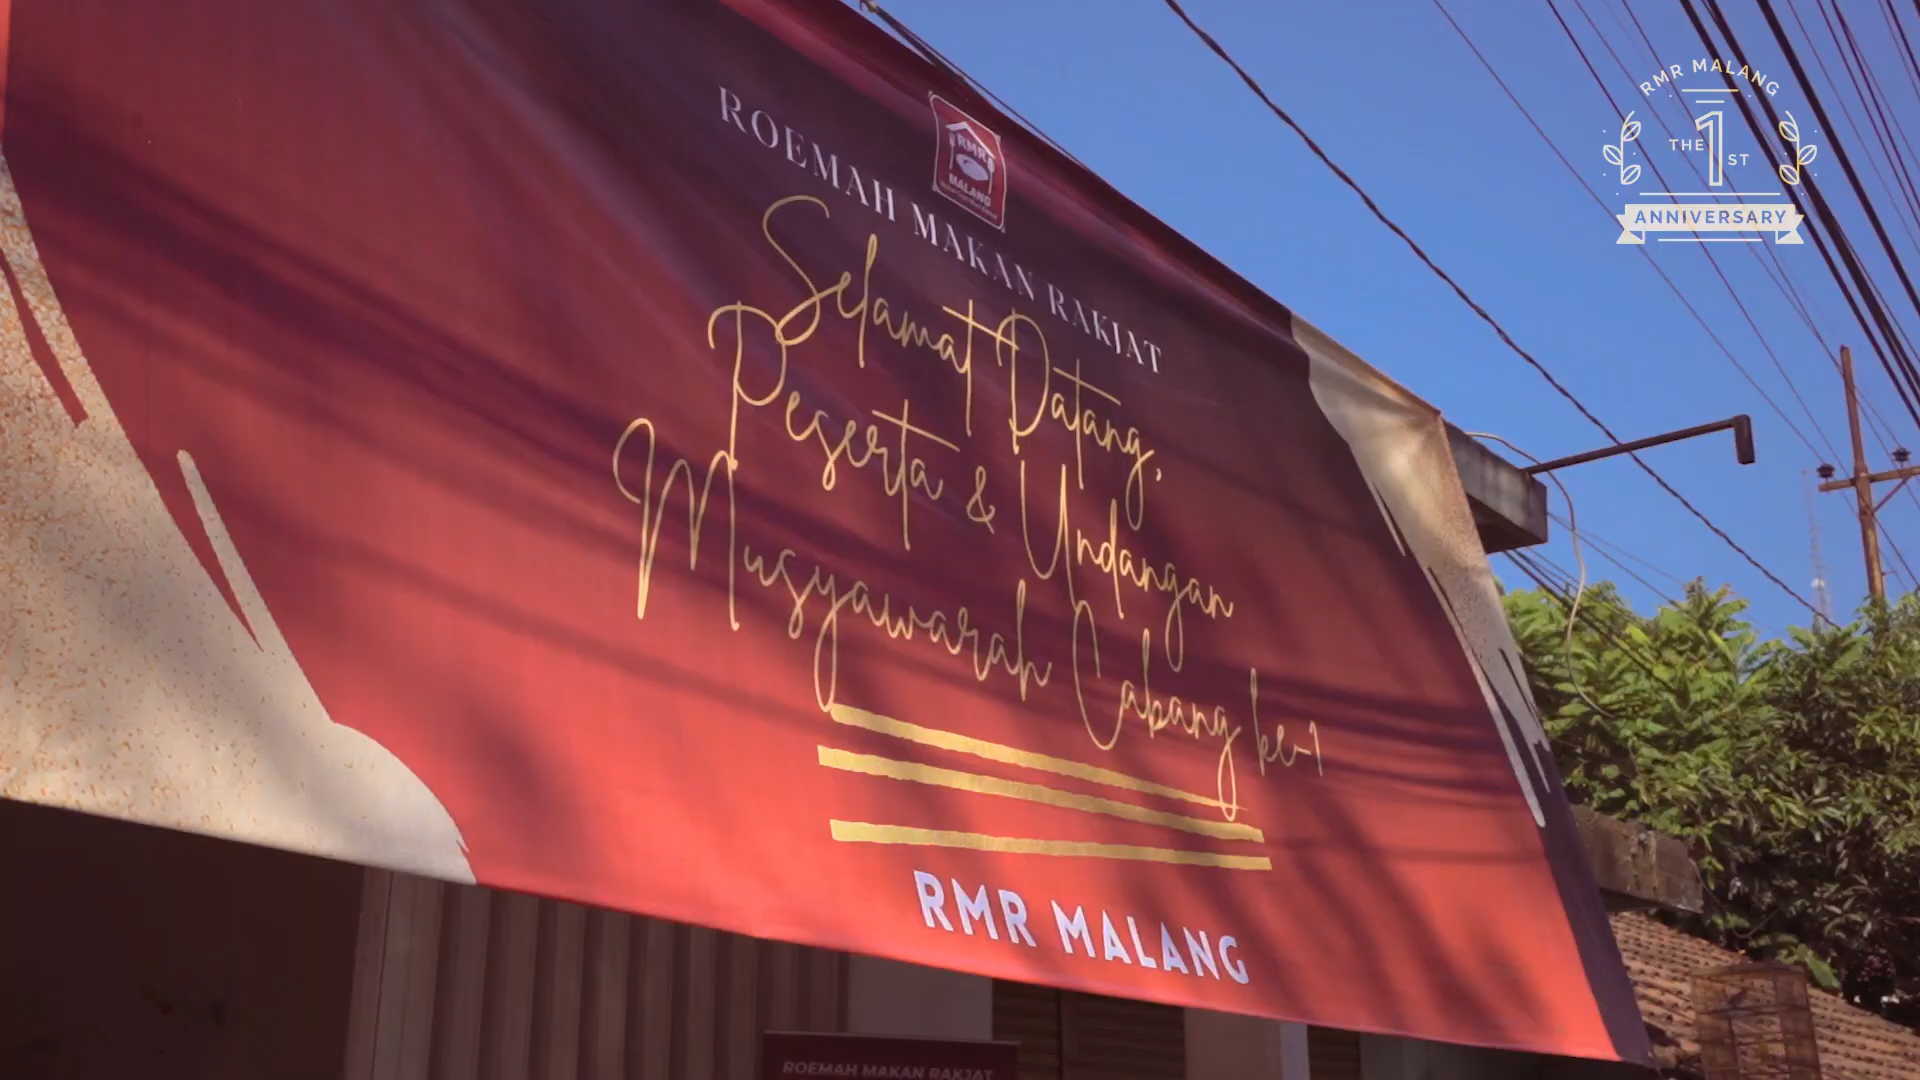 ROEMAH MAKAN RAKJAT
RMR
MALANG
Selamat Datang,
Peserta & Undangan
Musyawarah Cabang ke-1
RMR MALANG
ROEMAH MAKAN RAKJAT
RMR MALANG
THE 1ST
ANNIVERSARY